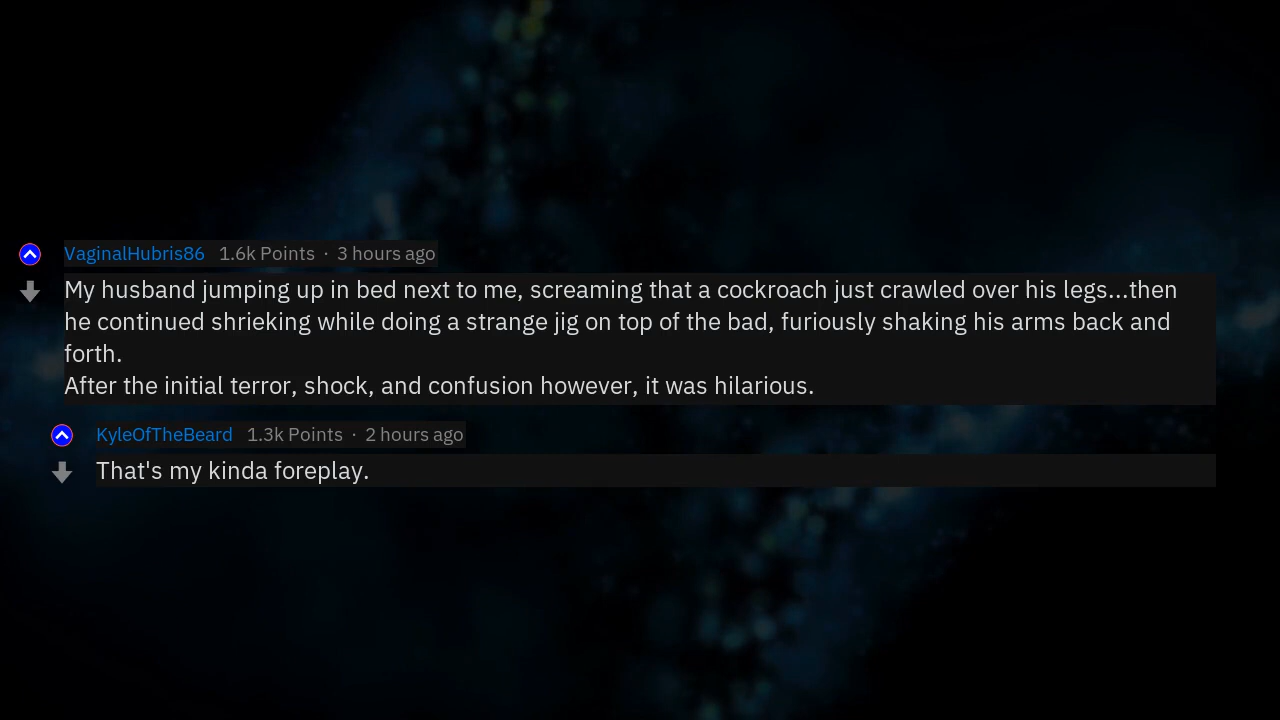 VaginalHubris86 1.6k Points · 3 hours ago
My husband jumping up in bed next to me, screaming that a cockroach just crawled over his legs...then
he continued shrieking while doing a strange jig on top of the bad, furiously shaking his arms back and
forth.
After the initial terror, shock, and confusion however, it was hilarious.
KyleOfTheBeard 1.3k Points · 2 hours ago
That's my kinda foreplay.